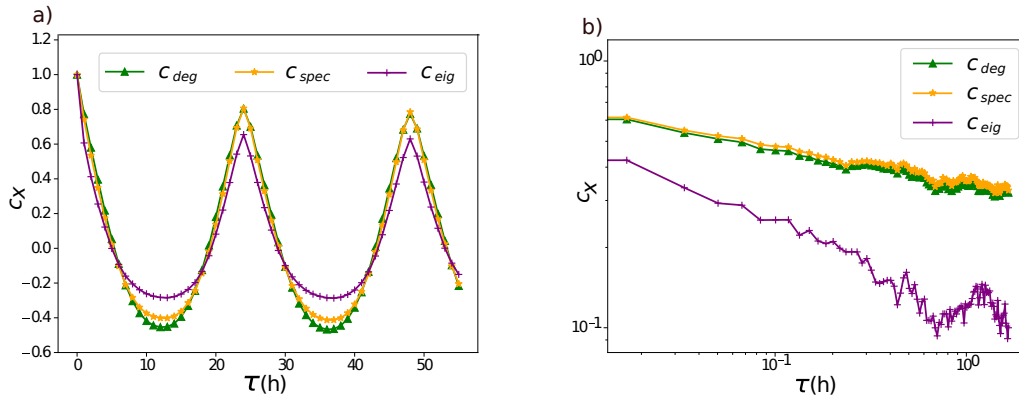 a)
1.2
1.0
0.8
0.6
0.4
0.2
0.0
−0.2
−0.4
−0.6
c_X
c_deg c_spec c_eig
0 10 20 30 40 50
τ(h)
b)
10^0
10^-1
c_X
c_deg
c_spec
c_eig
10^-1 10^0
τ(h)